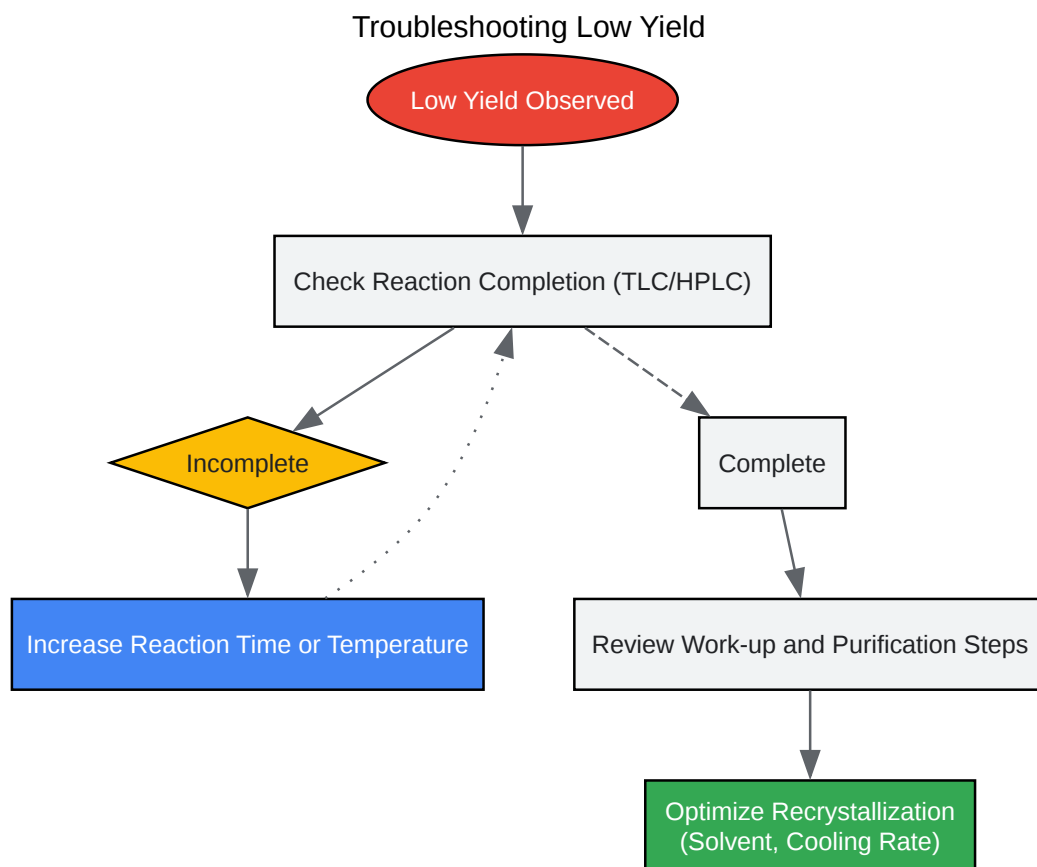 Troubleshooting Low Yield
Low Yield Observed
Check Reaction Completion (TLC/HPLC)
Incomplete
Complete
Increase Reaction Time or Temperature
Review Work-up and Purification Steps
Optimize Recrystallization
(Solvent, Cooling Rate)